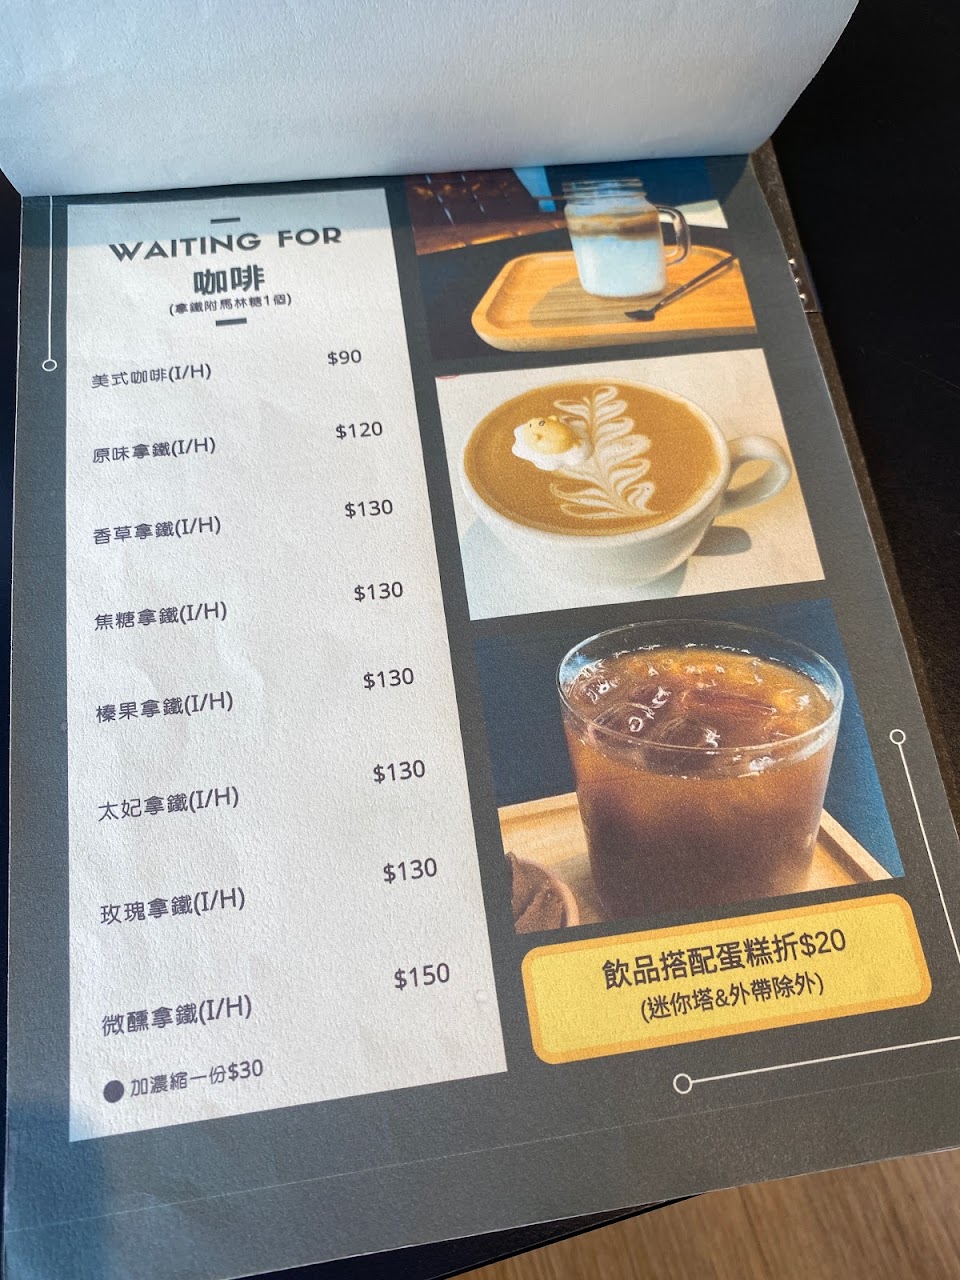 WAITING FOR
咖啡
(拿鐵附馬林糖1個)
美式咖啡(I/H) $90
原味拿鐵(I/H) $120
香草拿鐵(I/H) $130
焦糖拿鐵(I/H) $130
榛果拿鐵(I/H) $130
太妃拿鐵(I/H) $130
玫瑰拿鐵(I/H) $130
微醺拿鐵(I/H) $150
●加濃縮一份$30
飲品搭配蛋糕折$20
(迷你塔&外帶除外)